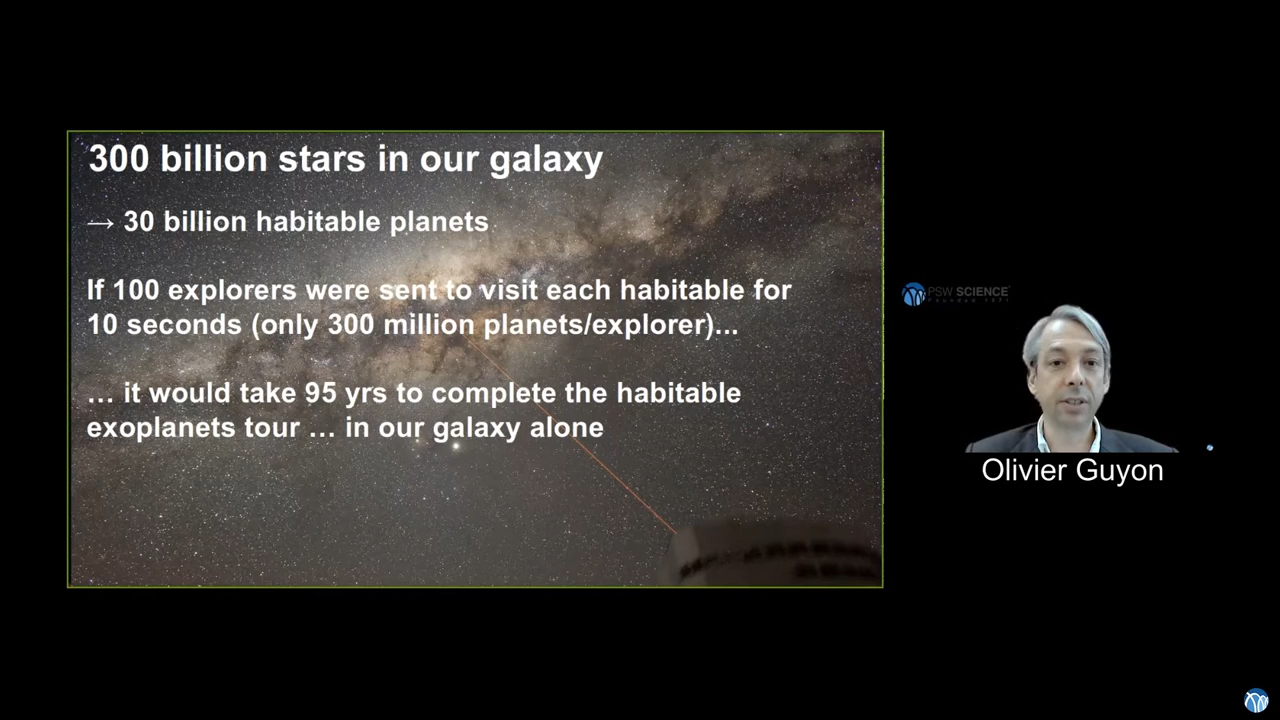 300 billion stars in our galaxy
→ 30 billion habitable planets
If 100 explorers were sent to visit each habitable for
10 seconds (only 300 million planets/explorer)...
… it would take 95 yrs to complete the habitable
exoplanets tour … in our galaxy alone
PSW SCIENCE
Founded 1871
Olivier Guyon